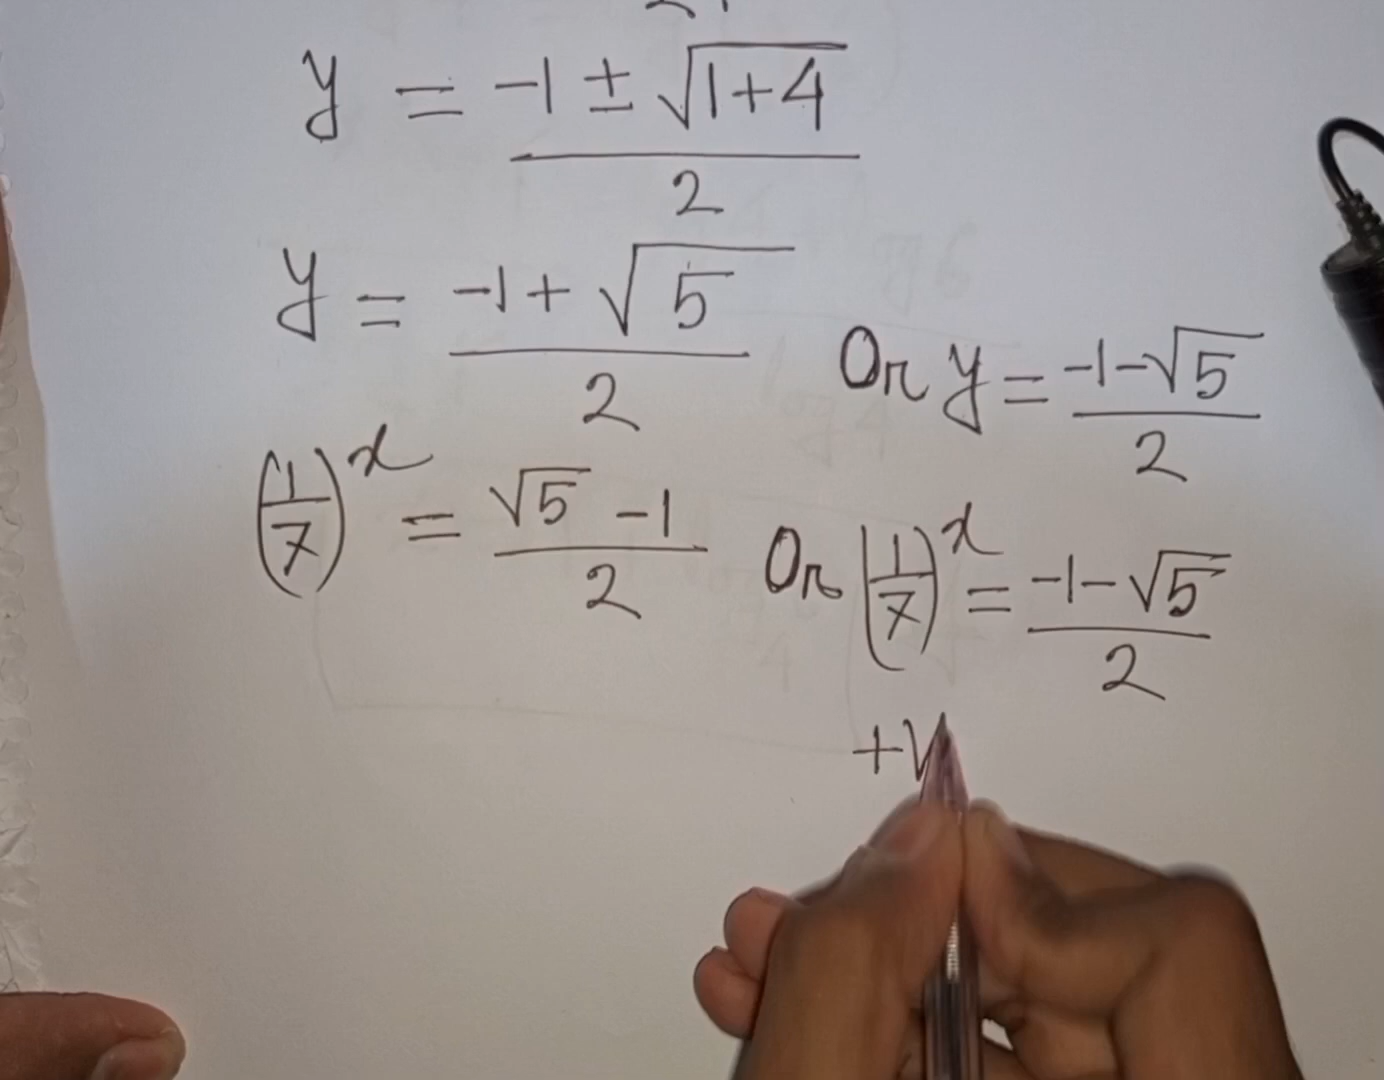 y = -1 ± √1+4 / 2
y = -1 + √5 / 2 Or y = -1-√5 / 2
(1/7)^x = √5 - 1 / 2 Or (1/7)^x = -1-√5 / 2
+V